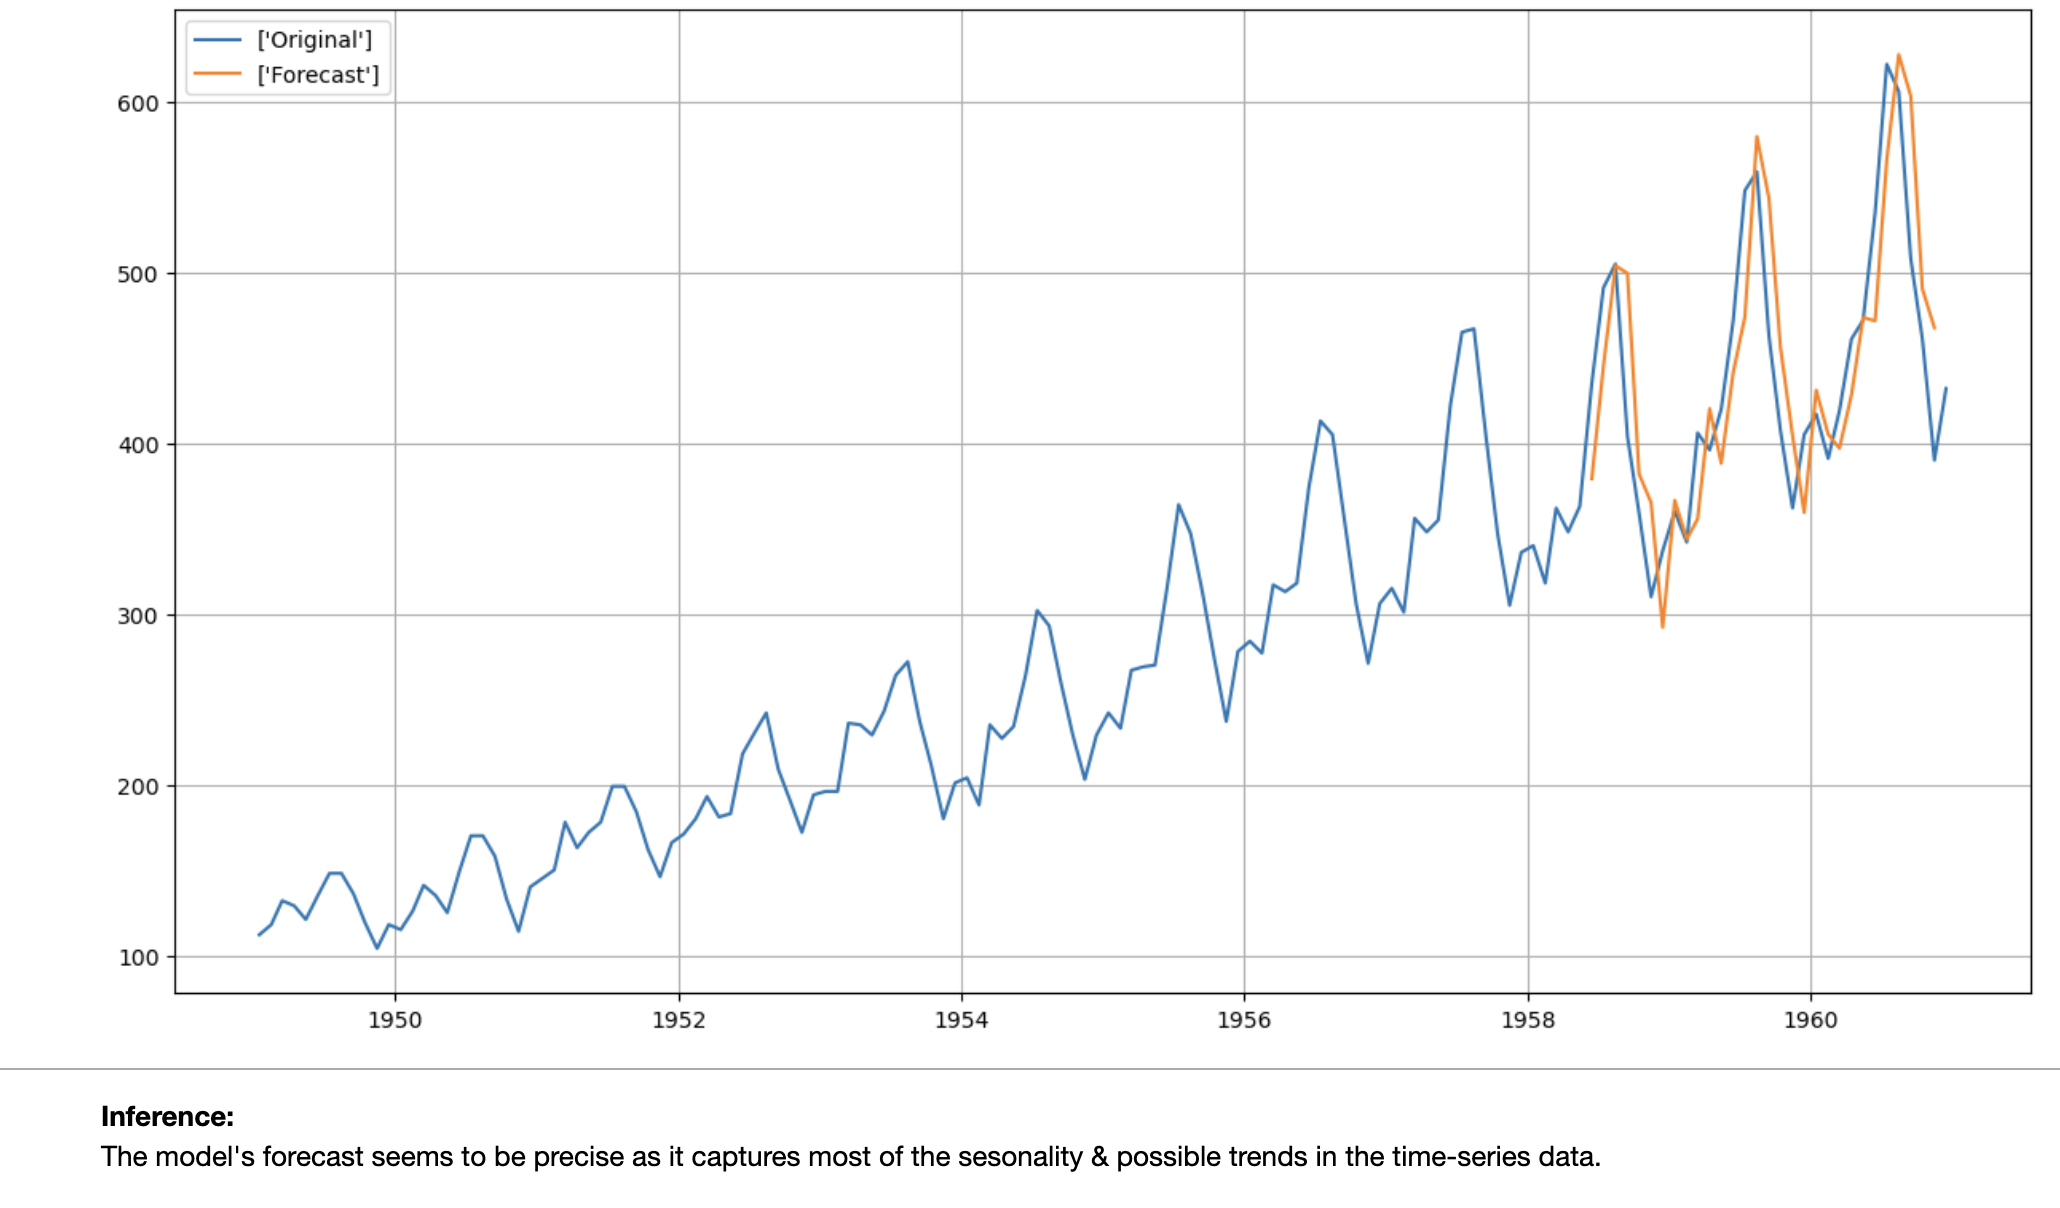 ['Original']
['Forecast']
600
500
400
300
200
100
1950 1952 1954 1956 1958 1960
Inference:
The model's forecast seems to be precise as it captures most of the sesonality & possible trends in the time-series data.